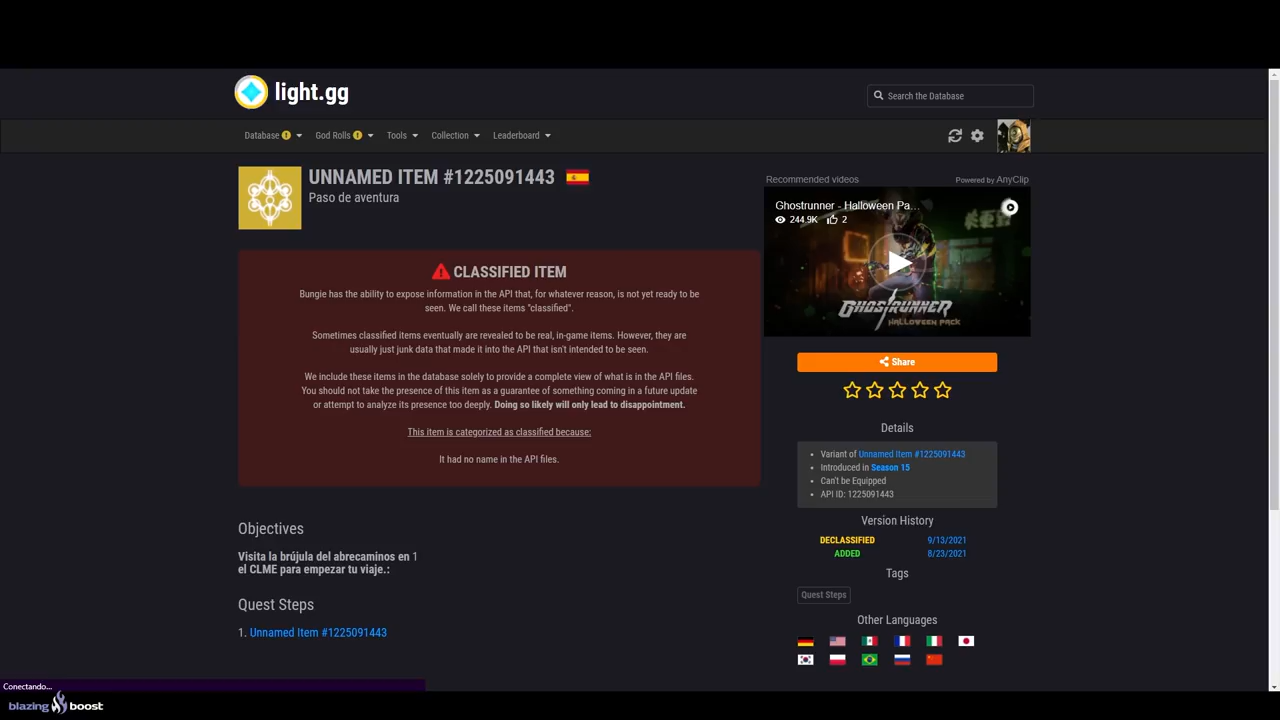 light.gg
Search the Database
Database God Rolls Tools Collection Leaderboard
UNNAMED ITEM #1225091443
Paso de aventura
CLASSIFIED ITEM
Bungie has the ability to expose information in the API that, for whatever reason, is not yet ready to be
seen. We call these items "classified".
Sometimes classified items eventually are revealed to be real, in-game items. However, they are
usually just junk data that made it into the API that isn't intended to be seen.
We include these items in the database solely to provide a complete view of what is in the API files.
You should not take the presence of this item as a guarantee of something coming in a future update
or attempt to analyze its presence too deeply. Doing so likely will only lead to disappointment.
This item is categorized as classified because:
It had no name in the API files.
Objectives
Visita la brújula del abrecaminos en 1
el CLME para empezar tu viaje.:
Quest Steps
1. Unnamed Item #1225091443
Recommended videos Powered by AnyClip
Ghostrunner - Halloween Pa...
244.9K 2
GHOSTRUNNER
HALLOWEEN PACK
Share
Details
Variant of Unnamed Item #1225091443
Introduced in Season 15
Can't be Equipped
API ID: 1225091443
Version History
DECLASSIFIED 9/13/2021
ADDED 8/23/2021
Tags
Quest Steps
Other Languages
Conectando...
blazing boost